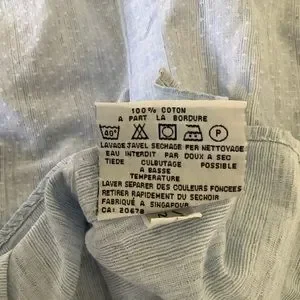 100% COTON
A PART LA BORDURE
40° P
LAVAGE JAVEL SECHAGE FER NETTOYAGE
EAU INTERDIT PAR DOUX A SEC
TIEDE CULBUTAGE POSSIBLE
A BASSE
TEMPERATURE
LAVER SEPARER DES COULEURS FONCEES
RETIRER RAPIDEMENT DU SECHOIR
FABRIQUÉ A SINGAPOUR
CA: 20678